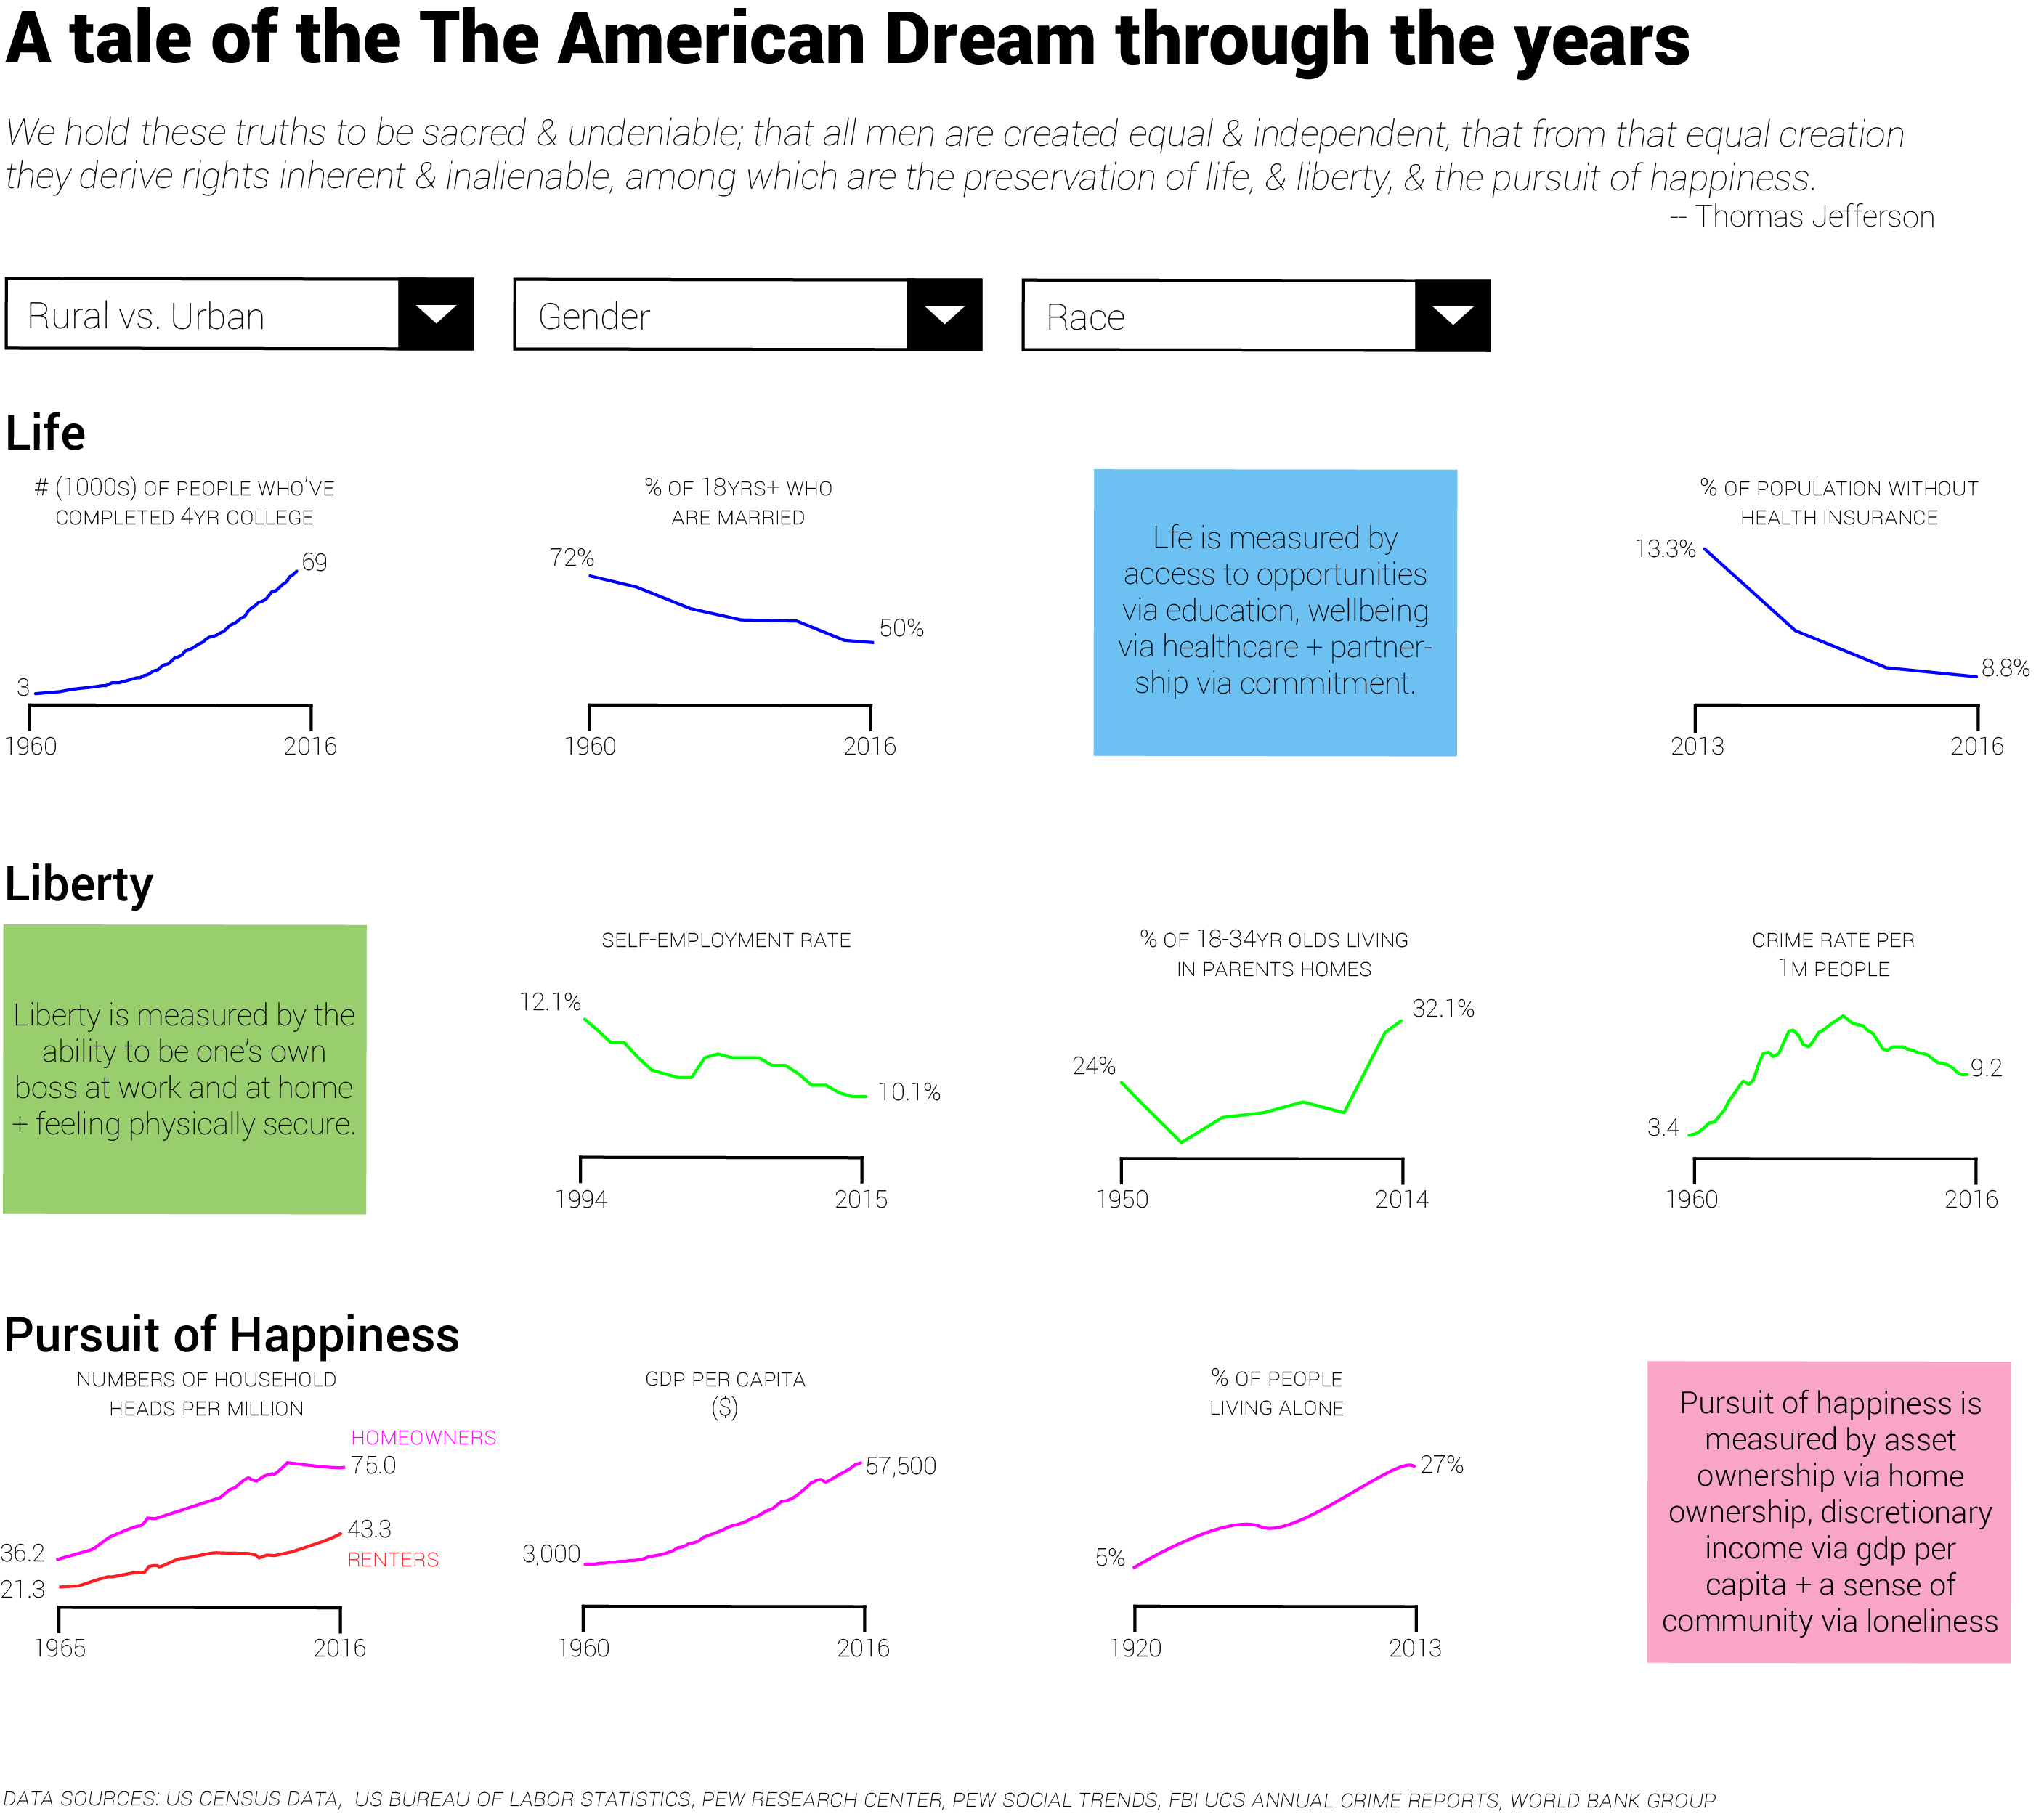 A tale of the The American Dream through the years
We hold these truths to be sacred & undeniable; that all men are created equal & independent, that from that equal creation
they derive rights inherent & inalienable, among which are the preservation of life, & liberty, & the pursuit of happiness.
-- Thomas Jefferson
Rural vs. Urban
Gender
Race
Life
# (1000s) OF PEOPLE WHO'VE
COMPLETED 4YR COLLEGE
69
3
1960
2016
% OF 18YRS+ WHO
ARE MARRIED
72%
50%
1960
2016
Lfe is measured by
access to opportunities
via education, wellbeing
via healthcare + partner-
ship via commitment.
% OF POPULATION WITHOUT
HEALTH INSURANCE
13.3%
8.8%
2013
2016
Liberty
Liberty is measured by the
ability to be one's own
boss at work and at home
+ feeling physically secure.
SELF-EMPLOYMENT RATE
12.1%
10.1%
1994
2015
% OF 18-34YR OLDS LIVING
IN PARENTS HOMES
24%
32.1%
1950
2014
CRIME RATE PER
1M PEOPLE
9.2
3.4
1960
2016
Pursuit of Happiness
NUMBERS OF HOUSEHOLD
HEADS PER MILLION
HOMEOWNERS
75.0
43.3
RENTERS
36.2
21.3
1965
2016
GDP PER CAPITA
($)
57,500
3,000
1960
2016
% OF PEOPLE
LIVING ALONE
27%
5%
1920
2013
Pursuit of happiness is
measured by asset
ownership via home
ownership, discretionary
income via gdp per
capita + a sense of
community via loneliness
DATA SOURCES: US CENSUS DATA, US BUREAU OF LABOR STATISTICS, PEW RESEARCH CENTER, PEW SOCIAL TRENDS, FBI UCS ANNUAL CRIME REPORTS, WORLD BANK GROUP